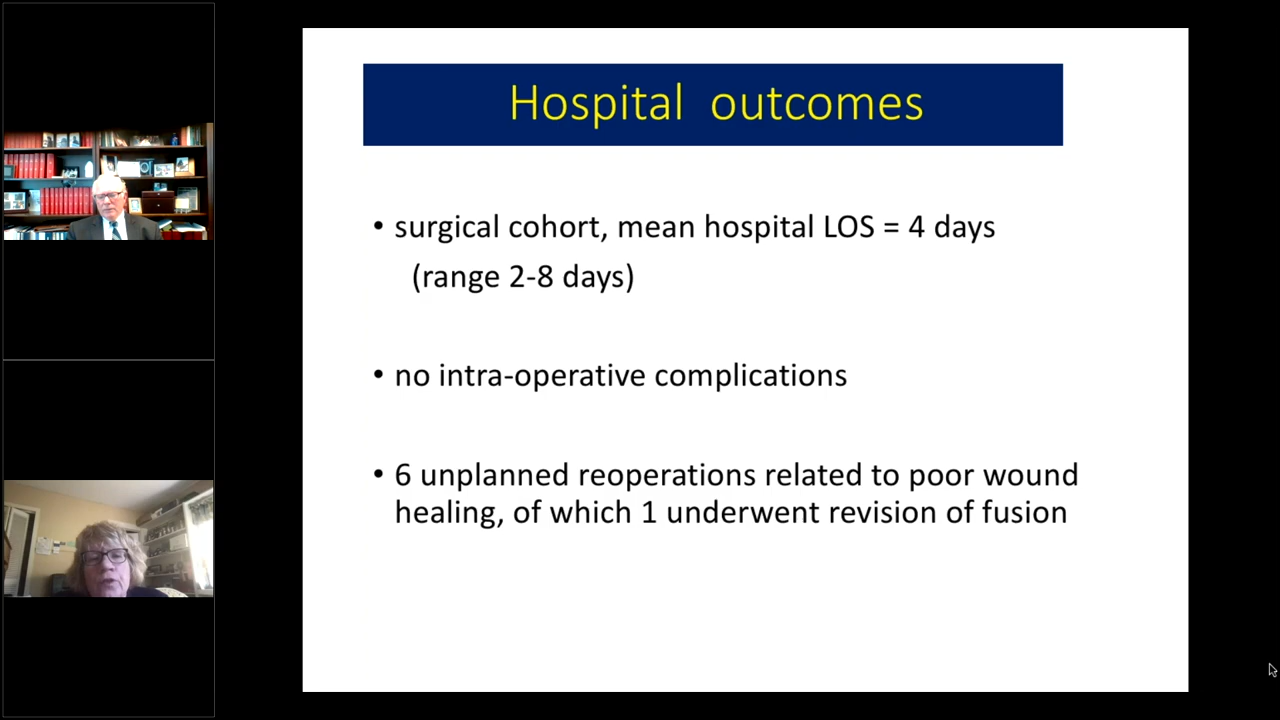 Hospital outcomes
• surgical cohort, mean hospital LOS = 4 days
(range 2-8 days)
• no intra-operative complications
• 6 unplanned reoperations related to poor wound
healing, of which 1 underwent revision of fusion